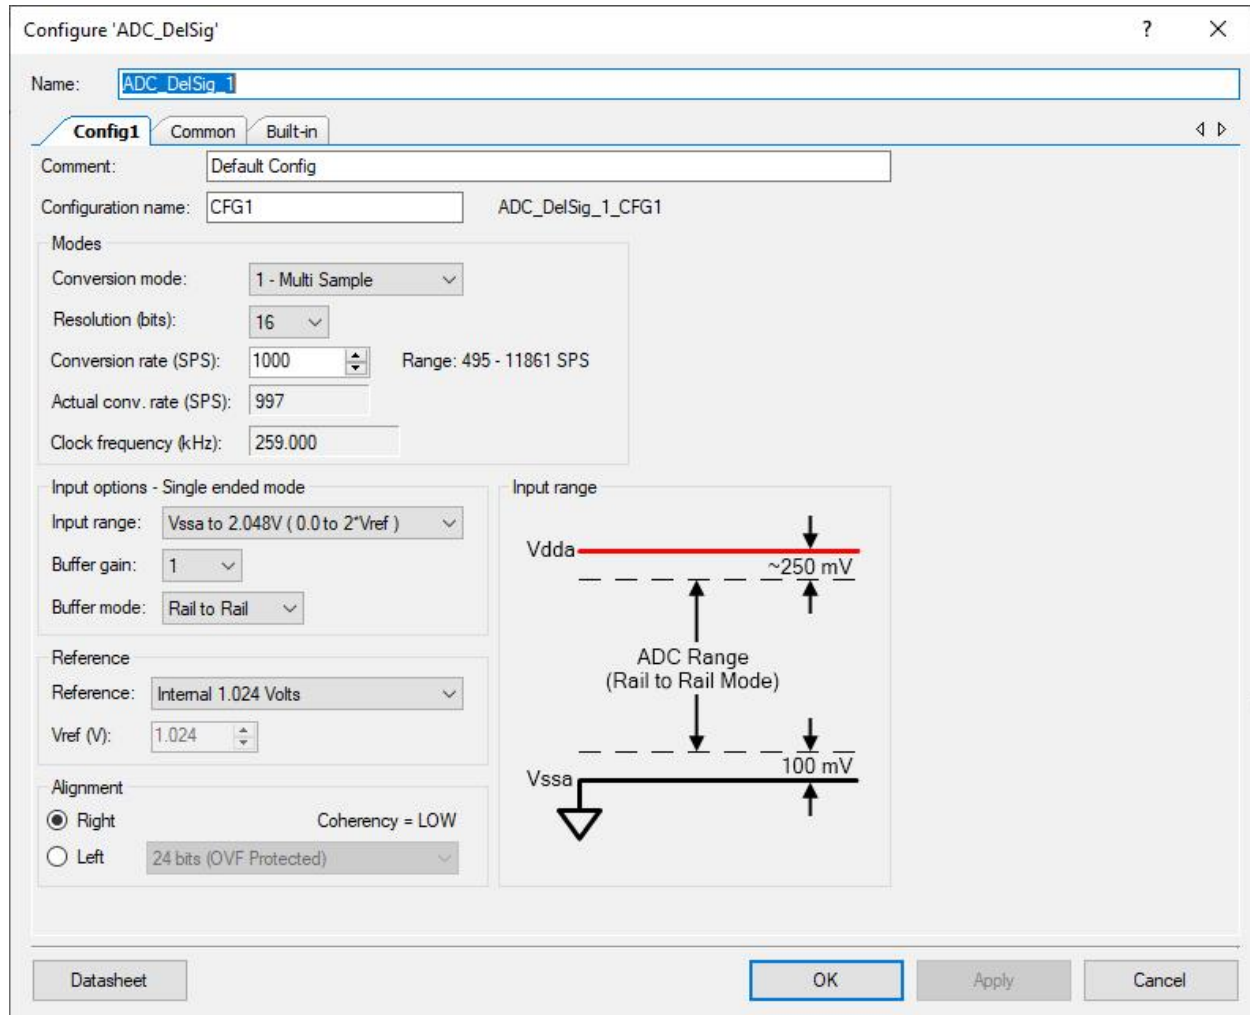 Configure 'ADC_DelSig'
?
Name: ADC_DelSig_1
Config1 Common Built-in
Comment: Default Config
Configuration name: CFG1 ADC_DelSig_1_CFG1
Modes
Conversion mode: 1 - Multi Sample
Resolution (bits): 16
Conversion rate (SPS): 1000 Range: 495 - 11861 SPS
Actual conv. rate (SPS): 997
Clock frequency (kHz): 259.000
Input options - Single ended mode
Input range: Vssa to 2.048V ( 0.0 to 2*Vref )
Buffer gain: 1
Buffer mode: Rail to Rail
Input range
Vdda
~250 mV
ADC Range
(Rail to Rail Mode)
100 mV
Vssa
Reference
Reference: Internal 1.024 Volts
Vref (V): 1.024
Alignment
Right Coherency = LOW
Left 24 bits (OVF Protected)
Datasheet OK Apply Cancel